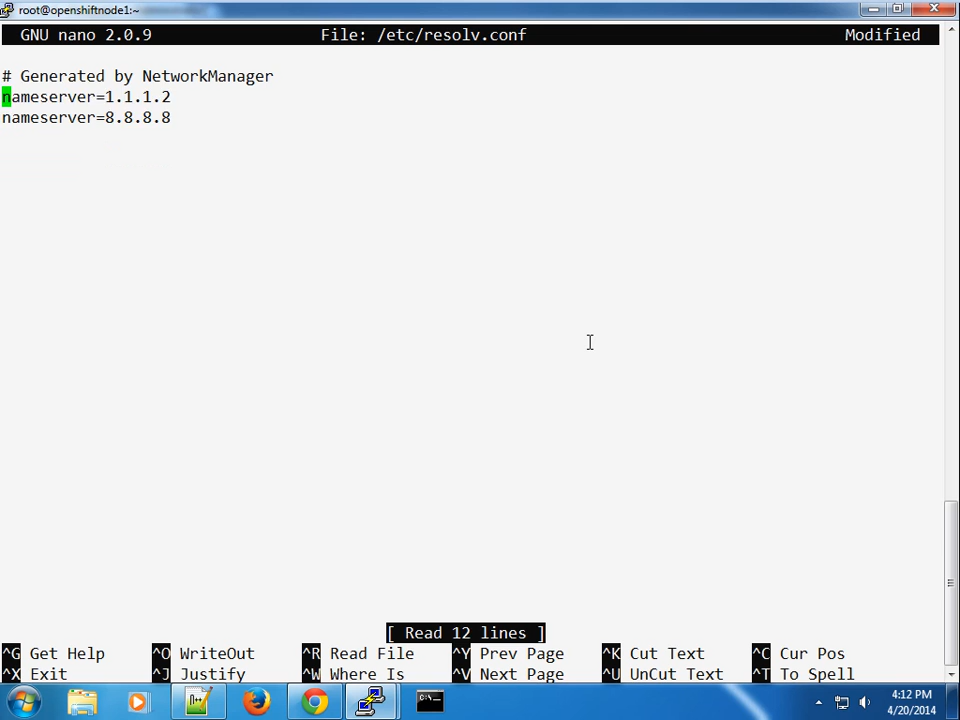 root@openshiftnode1:~
GNU nano 2.0.9 File: /etc/resolv.conf Modified
# Generated by NetworkManager
nameserver=1.1.1.2
nameserver=8.8.8.8
[ Read 12 lines ]
^G Get Help ^O WriteOut ^R Read File ^Y Prev Page ^K Cut Text ^C Cur Pos
^X Exit ^J Justify ^W Where Is ^V Next Page ^U UnCut Text ^T To Spell
4:12 PM
4/20/2014